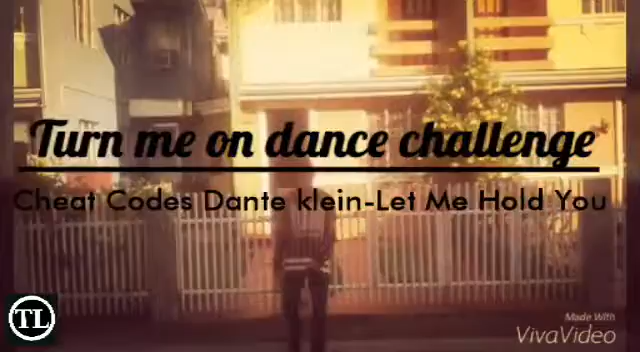 Turn me on dance challenge
Cheat Codes Dante klein-Let Me Hold You
TL
Made With
VivaVideo